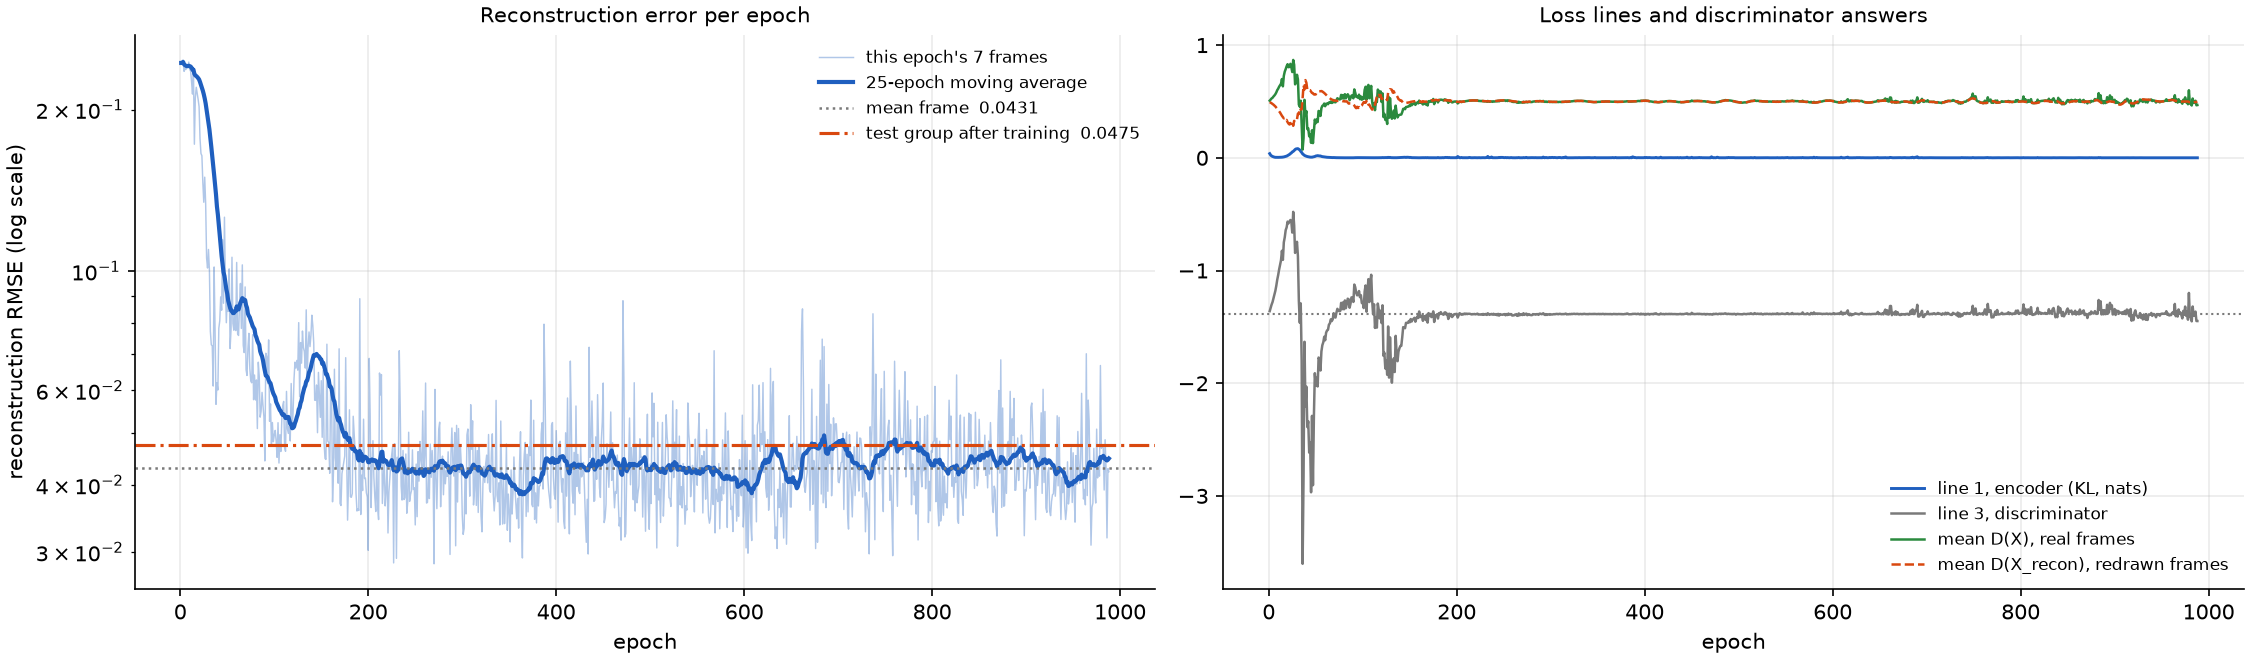 Reconstruction error per epoch
reconstruction RMSE (log scale)
2 × 10⁻¹
10⁻¹
6 × 10⁻²
4 × 10⁻²
3 × 10⁻²
this epoch's 7 frames
25-epoch moving average
mean frame 0.0431
test group after training 0.0475
0 200 400 600 800 1000
epoch
Loss lines and discriminator answers
1
0
−1
−2
−3
line 1, encoder (KL, nats)
line 3, discriminator
mean D(X), real frames
mean D(X_recon), redrawn frames
0 200 400 600 800 1000
epoch